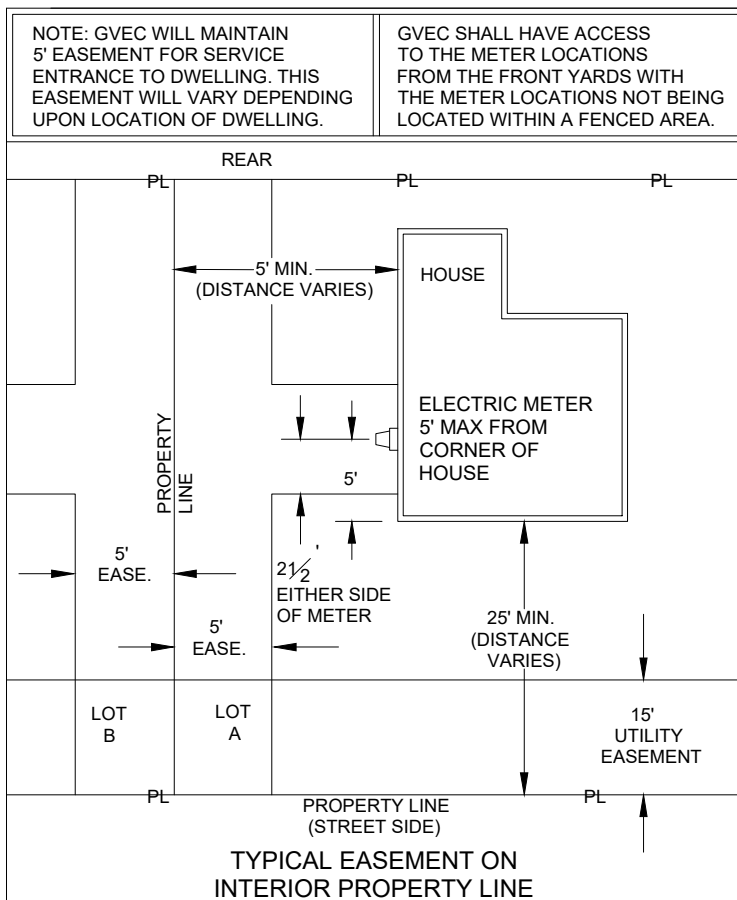 NOTE: GVEC WILL MAINTAIN
5' EASEMENT FOR SERVICE
ENTRANCE TO DWELLING. THIS
EASEMENT WILL VARY DEPENDING
UPON LOCATION OF DWELLING.
GVEC SHALL HAVE ACCESS
TO THE METER LOCATIONS
FROM THE FRONT YARDS WITH
THE METER LOCATIONS NOT BEING
LOCATED WITHIN A FENCED AREA.
REAR
PL
PL
PL
5' MIN.
(DISTANCE VARIES)
HOUSE
ELECTRIC METER
5' MAX FROM
CORNER OF
HOUSE
PROPERTY
LINE
5'
5'
EASE.
2 1/2'
EITHER SIDE
OF METER
5'
EASE.
25' MIN.
(DISTANCE
VARIES)
LOT
B
LOT
A
15'
UTILITY
EASEMENT
PL
PL
PROPERTY LINE
(STREET SIDE)
TYPICAL EASEMENT ON
INTERIOR PROPERTY LINE